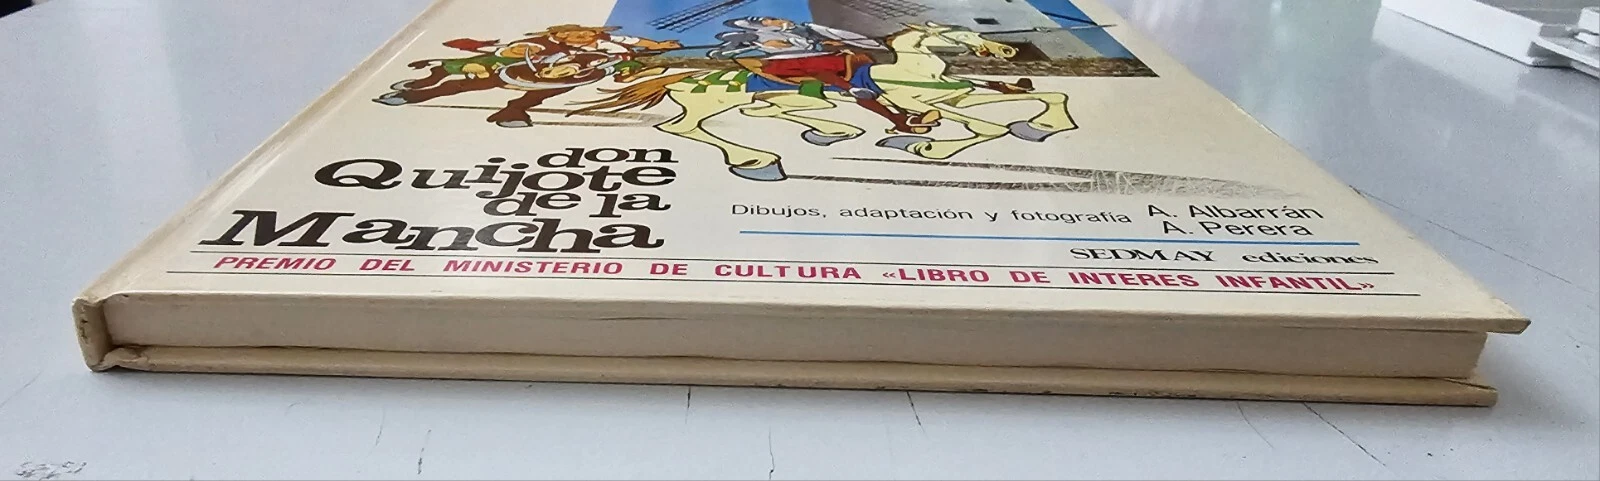 don
Quijote
de la
Mancha
Dibujos, adaptación y fotografía A. Albarrán
A. Perera
SEDMAY ediciones
PREMIO DEL MINISTERIO DE CULTURA «LIBRO DE INTERES INFANTIL»